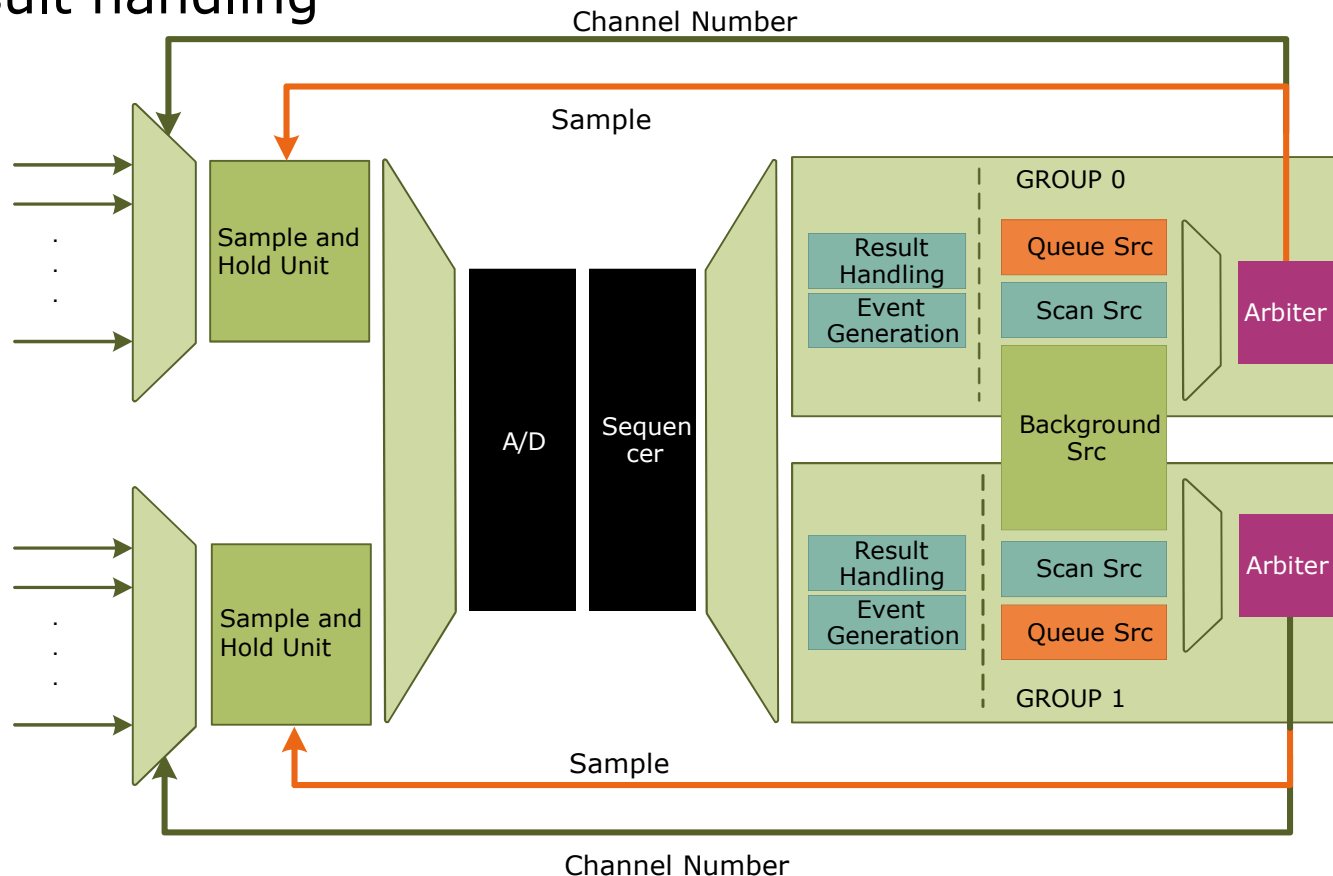 sult handling
Channel Number
Sample
GROUP 0
Sample and
Hold Unit
Result
Handling
Event
Generation
Queue Src
Scan Src
Arbiter
A/D
Sequen
cer
Background
Src
Sample and
Hold Unit
Result
Handling
Event
Generation
Scan Src
Queue Src
Arbiter
GROUP 1
Sample
Channel Number